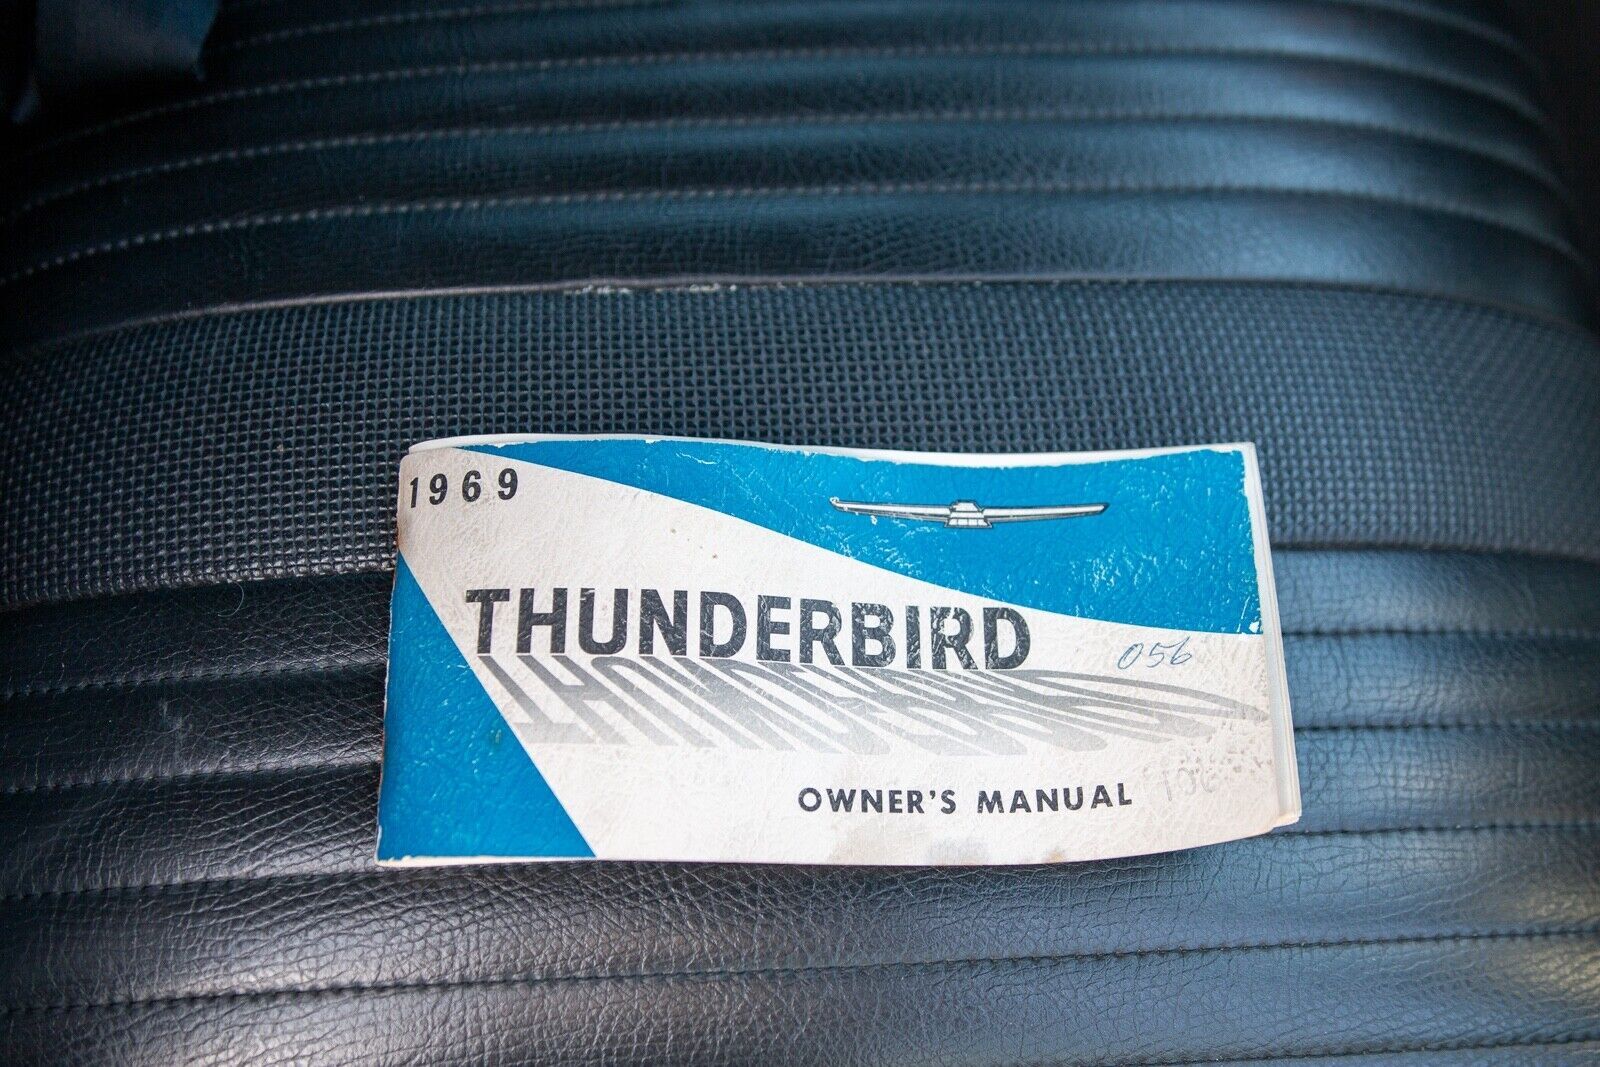 1969
THUNDERBIRD
056
OWNER'S MANUAL